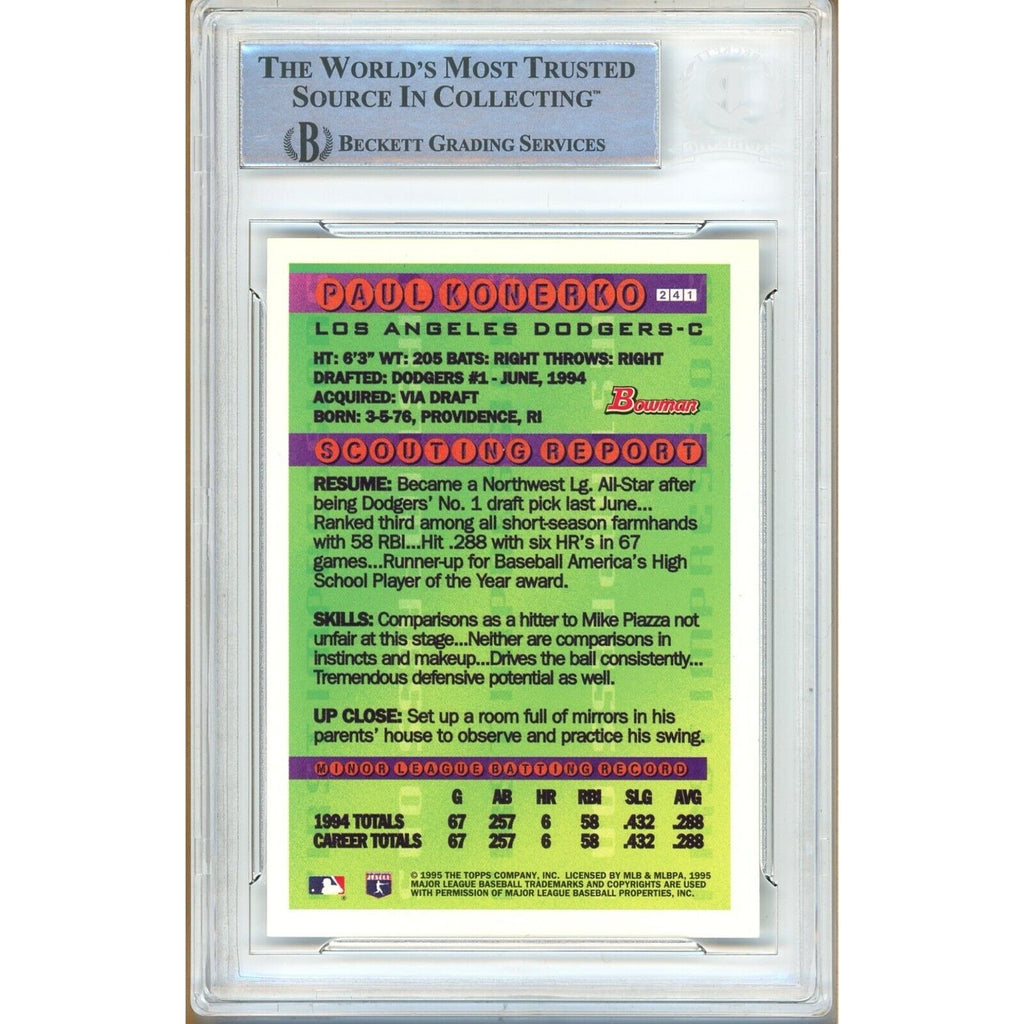 THE WORLD'S MOST TRUSTED
SOURCE IN COLLECTING™
B BECKETT GRADING SERVICES
PAUL KONERKO 241
LOS ANGELES DODGERS-C
HT: 6'3" WT: 205 BATS: RIGHT THROWS: RIGHT
DRAFTED: DODGERS #1 - JUNE, 1994
ACQUIRED: VIA DRAFT
BORN: 3-5-76, PROVIDENCE, RI
Bowman
SCOUTING REPORT
RESUME: Became a Northwest Lg. All-Star after
being Dodgers' No. 1 draft pick last June...
Ranked third among all short-season farmhands
with 58 RBI...Hit .288 with six HR's in 67
games...Runner-up for Baseball America's High
School Player of the Year award.
SKILLS: Comparisons as a hitter to Mike Piazza not
unfair at this stage...Neither are comparisons in
instincts and makeup...Drives the ball consistently...
Tremendous defensive potential as well.
UP CLOSE: Set up a room full of mirrors in his
parents' house to observe and practice his swing.
MINOR LEAGUE BATTING RECORD
G AB HR RBI SLG AVG
1994 TOTALS 67 257 6 58 .432 .288
CAREER TOTALS 67 257 6 58 .432 .288
© 1995 THE TOPPS COMPANY, INC. LICENSED BY MLB & MLBPA, 1995
MAJOR LEAGUE BASEBALL TRADEMARKS AND COPYRIGHTS ARE USED
WITH PERMISSION OF MAJOR LEAGUE BASEBALL PROPERTIES, INC.